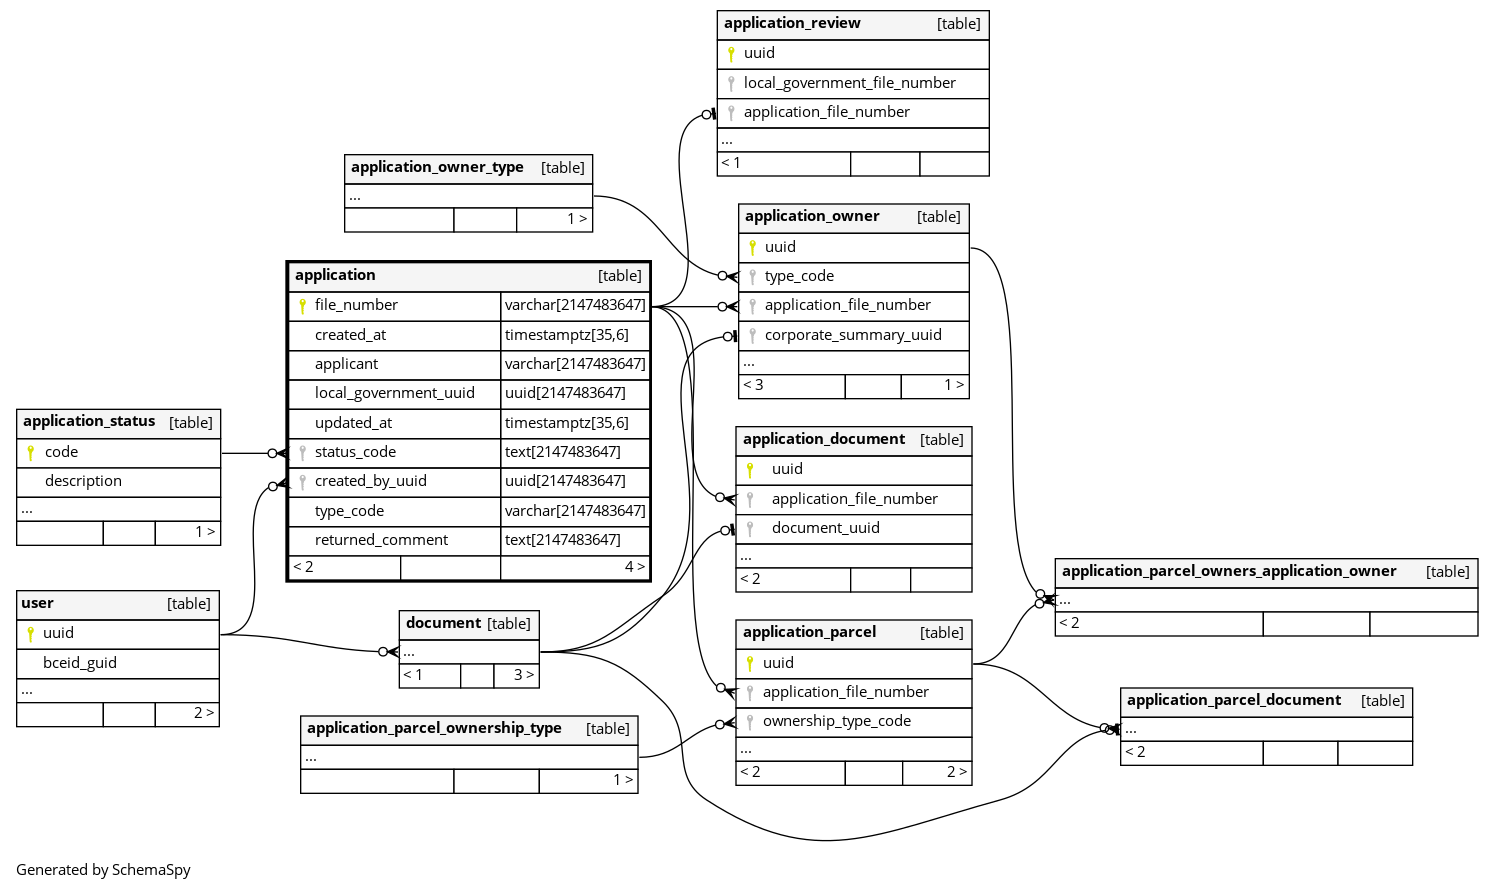 application_review [table]
uuid
local_government_file_number
application_file_number
...
< 1
application_owner_type [table]
...
1 >
application_owner [table]
uuid
type_code
application_file_number
corporate_summary_uuid
...
< 3 1 >
application [table]
file_number varchar[2147483647]
created_at timestamptz[35,6]
applicant varchar[2147483647]
local_government_uuid uuid[2147483647]
updated_at timestamptz[35,6]
status_code text[2147483647]
created_by_uuid uuid[2147483647]
type_code varchar[2147483647]
returned_comment text[2147483647]
< 2 4 >
application_status [table]
code
description
...
1 >
application_document [table]
uuid
application_file_number
document_uuid
...
< 2
user [table]
uuid
bceid_guid
...
2 >
document [table]
...
< 1 3 >
application_parcel_owners_application_owner [table]
...
< 2
application_parcel [table]
uuid
application_file_number
ownership_type_code
...
< 2 2 >
application_parcel_document [table]
...
< 2
application_parcel_ownership_type [table]
...
1 >
Generated by SchemaSpy